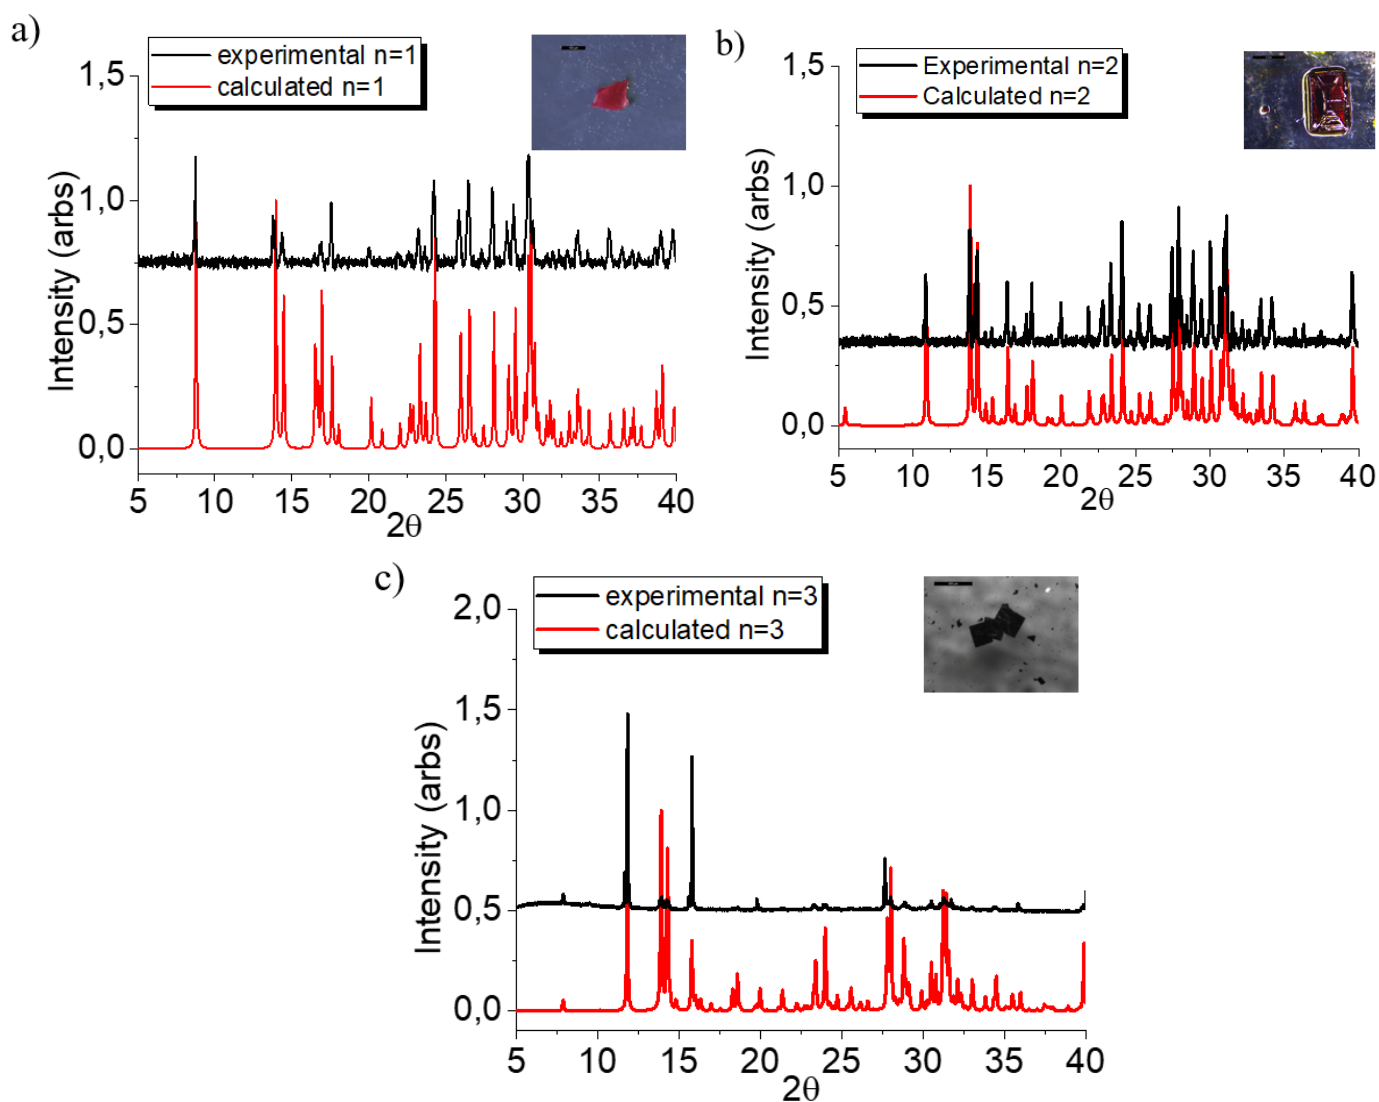 a)
experimental n=1
calculated n=1
1,5
1,0
0,5
0,0
Intensity (arbs)
5 10 15 20 25 30 35 40
2θ
b)
Experimental n=2
Calculated n=2
1,5
1,0
0,5
0,0
Intensity (arbs)
5 10 15 20 25 30 35 40
2θ
c)
experimental n=3
calculated n=3
2,0
1,5
1,0
0,5
0,0
Intensity (arbs)
5 10 15 20 25 30 35 40
2θ